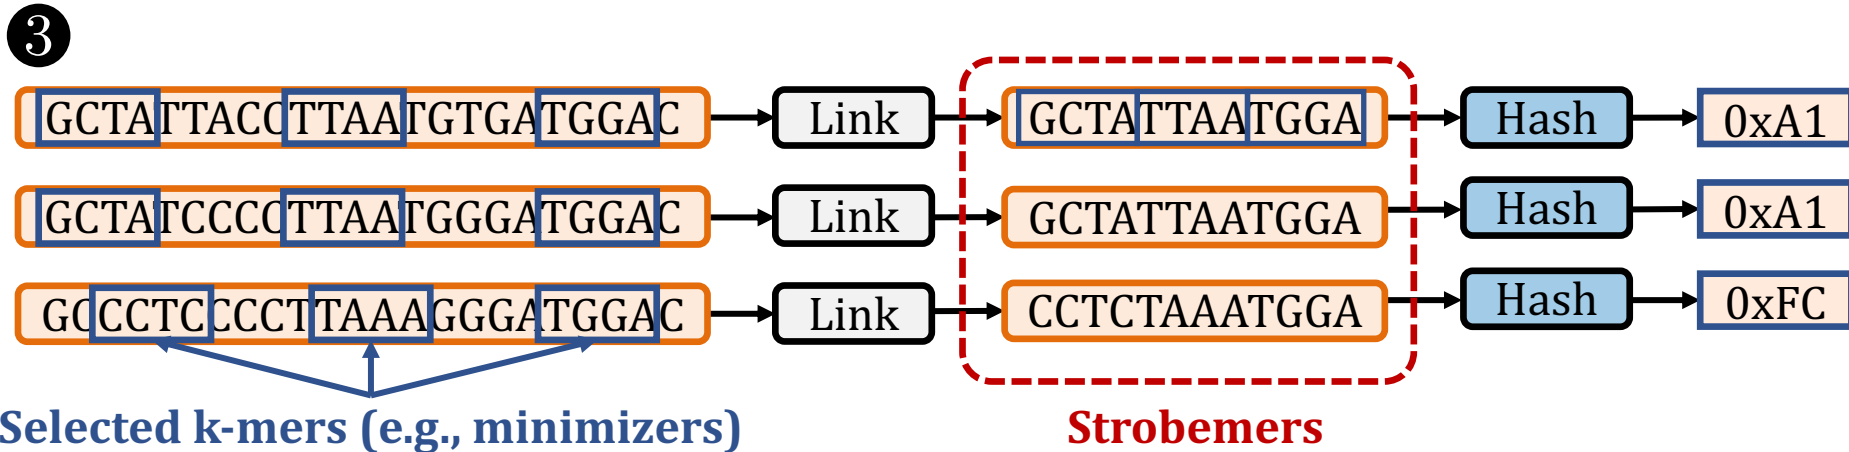 3
GCTATTACCTTAATGTGATGGAC Link GCTATTAATGGA Hash 0xA1
GCTATCCCCTTAATGGGATGGAC Link GCTATTAATGGA Hash 0xA1
GCCCTCCCCTTAAAGGGATGGAC Link CCTCTAAATGGA Hash 0xFC
Selected k-mers (e.g., minimizers) Strobemers